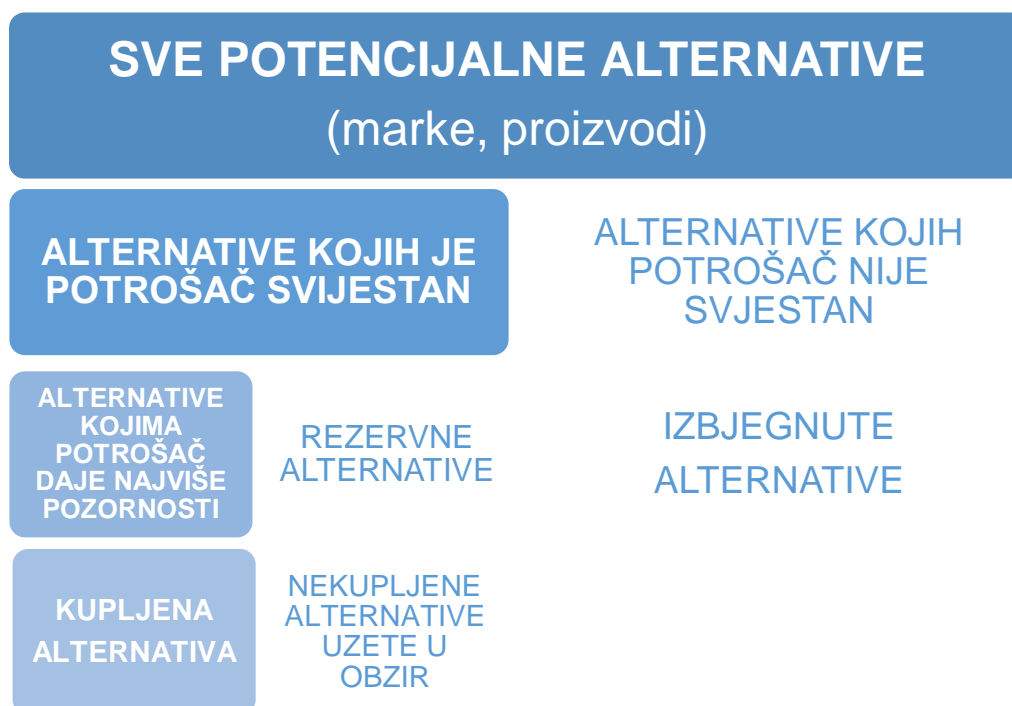 SVE POTENCIJALNE ALTERNATIVE
(marke, proizvodi)
ALTERNATIVE KOJIH JE
POTROŠAČ SVIJESTAN
ALTERNATIVE KOJIH
POTROŠAČ NIJE
SVJESTAN
ALTERNATIVE
KOJIMA
POTROŠAČ
DAJE NAJVIŠE
POZORNOSTI
REZERVNE
ALTERNATIVE
IZBJEGNUTE
ALTERNATIVE
KUPLJENA
ALTERNATIVA
NEKUPLJENE
ALTERNATIVE
UZETE U
OBZIR